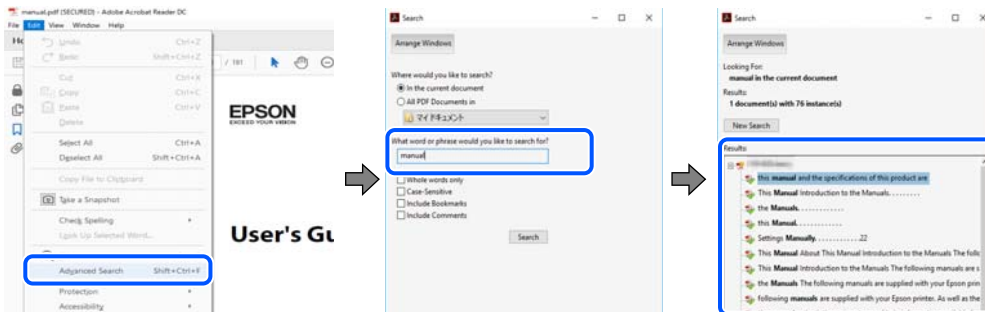 manual.pdf (SECURED) - Adobe Acrobat Reader DC
File Edit View Window Help
Undo Ctrl+Z
Redo Shift+Ctrl+Z
Cut Ctrl+X
Copy Ctrl+C
Paste Ctrl+V
Delete
Select All Ctrl+A
Deselect All Shift+Ctrl+A
Copy File to Clipboard
Take a Snapshot
Check Spelling
Look Up Selected Word...
Advanced Search Shift+Ctrl+F
Protection
Accessibility
/ 181
EPSON
EXCEED YOUR VISION
User's Gu
Search
Arrange Windows
Where would you like to search?
In the current document
All PDF Documents in
マイ ドキュメント
What word or phrase would you like to search for?
manual
Whole words only
Case-Sensitive
Include Bookmarks
Include Comments
Search
Search
Arrange Windows
Looking For:
manual in the current document
Results:
1 document(s) with 76 instance(s)
New Search
Results:
this manual and the specifications of this product are
This Manual Introduction to the Manuals. . . . . . . . .
the Manuals. . . . . . . . . . . . .
this Manual. . . . . . . . . . . . .
Settings Manually. . . . . . . . . . . . .22
This Manual About This Manual Introduction to the Manuals The follo
This Manual Introduction to the Manuals The following manuals are s
the Manuals The following manuals are supplied with your Epson prin
following manuals are supplied with your Epson printer. As well as the